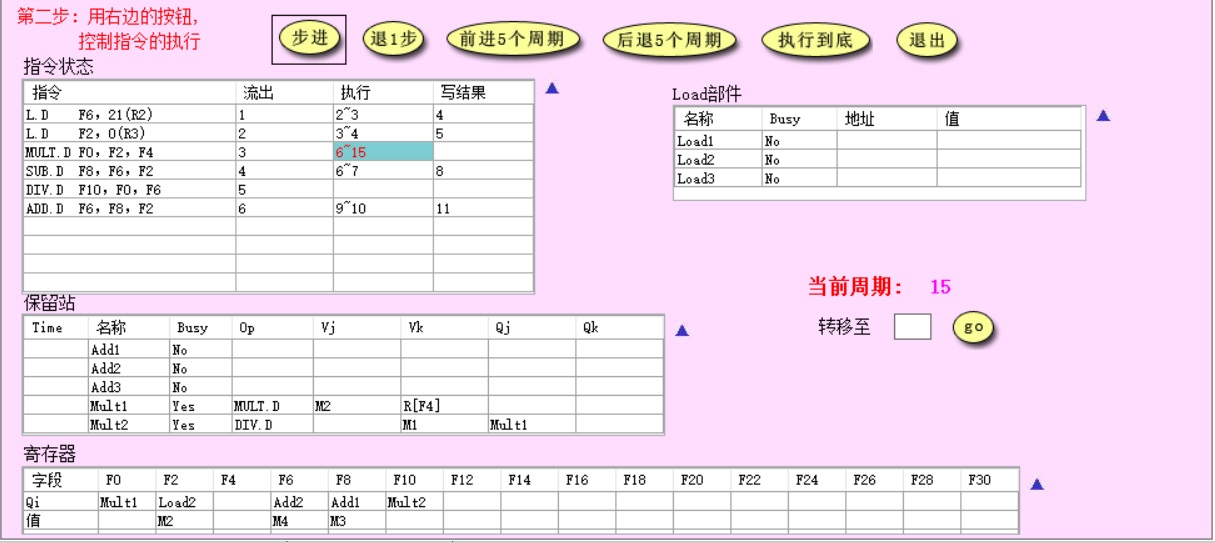 第二步：用右边的按钮，
控制指令的执行
步进 退1步 前进5个周期 后退5个周期 执行到底 退出
指令状态
指令 流出 执行 写结果
L.D F6, 21(R2) 1 2~3 4
L.D F2, 0(R3) 2 3~4 5
MULT.D F0, F2, F4 3 6~15
SUB.D F8, F6, F2 4 6~7 8
DIV.D F10, F0, F6 5
ADD.D F6, F8, F2 6 9~10 11
Load部件
名称 Busy 地址 值
Load1 No
Load2 No
Load3 No
当前周期： 15
转移至 go
保留站
Time 名称 Busy Op Vj Vk Qj Qk
Add1 No
Add2 No
Add3 No
Mult1 Yes MULT.D M2 R[F4]
Mult2 Yes DIV.D M1 Mult1
寄存器
字段 F0 F2 F4 F6 F8 F10 F12 F14 F16 F18 F20 F22 F24 F26 F28 F30
Qi Mult1 Load2 Add2 Add1 Mult2
值 M2 M4 M3